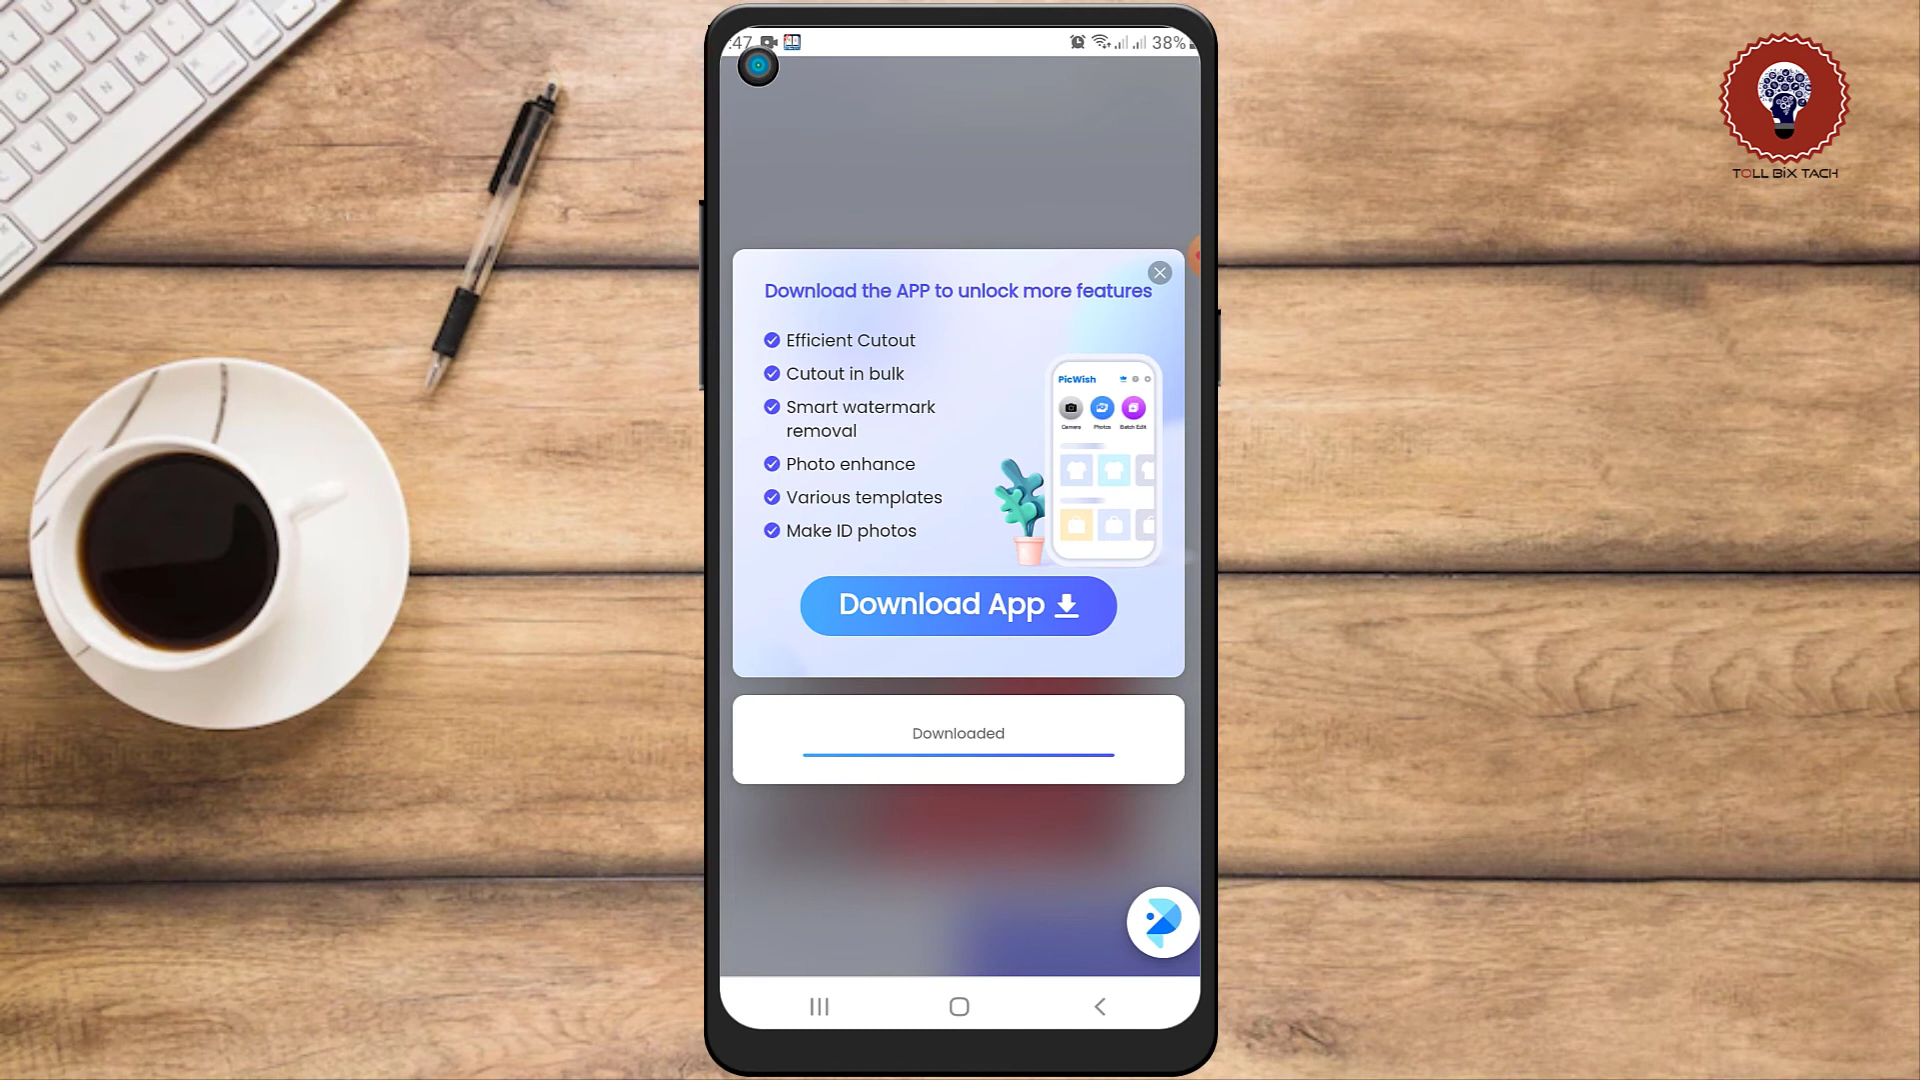 :47
38%
TOLL BiX TACH
Download the APP to unlock more features
Efficient Cutout
Cutout in bulk
Smart watermark
removal
Photo enhance
Various templates
Make ID photos
PicWish
Camera Photos Batch Edit
Download App
Downloaded